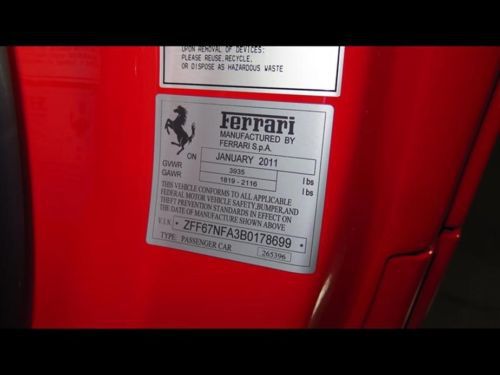 UPON REMOVAL OF DEVICES:
PLEASE REUSE, RECYCLE,
OR DISPOSE AS HAZARDOUS WASTE
Ferrari
MANUFACTURED BY
FERRARI S.p.A.
ON JANUARY 2011
GVWR 3935 lbs
GAWR 1819 - 2116 lbs
THIS VEHICLE CONFORMS TO ALL APPLICABLE
FEDERAL MOTOR VEHICLE SAFETY, BUMPER, AND
THEFT PREVENTION STANDARDS IN EFFECT ON
THE DATE OF MANUFACTURE SHOWN ABOVE
V.I.N. * ZFF67NFA3B0178699 *
TYPE: PASSENGER CAR 265396